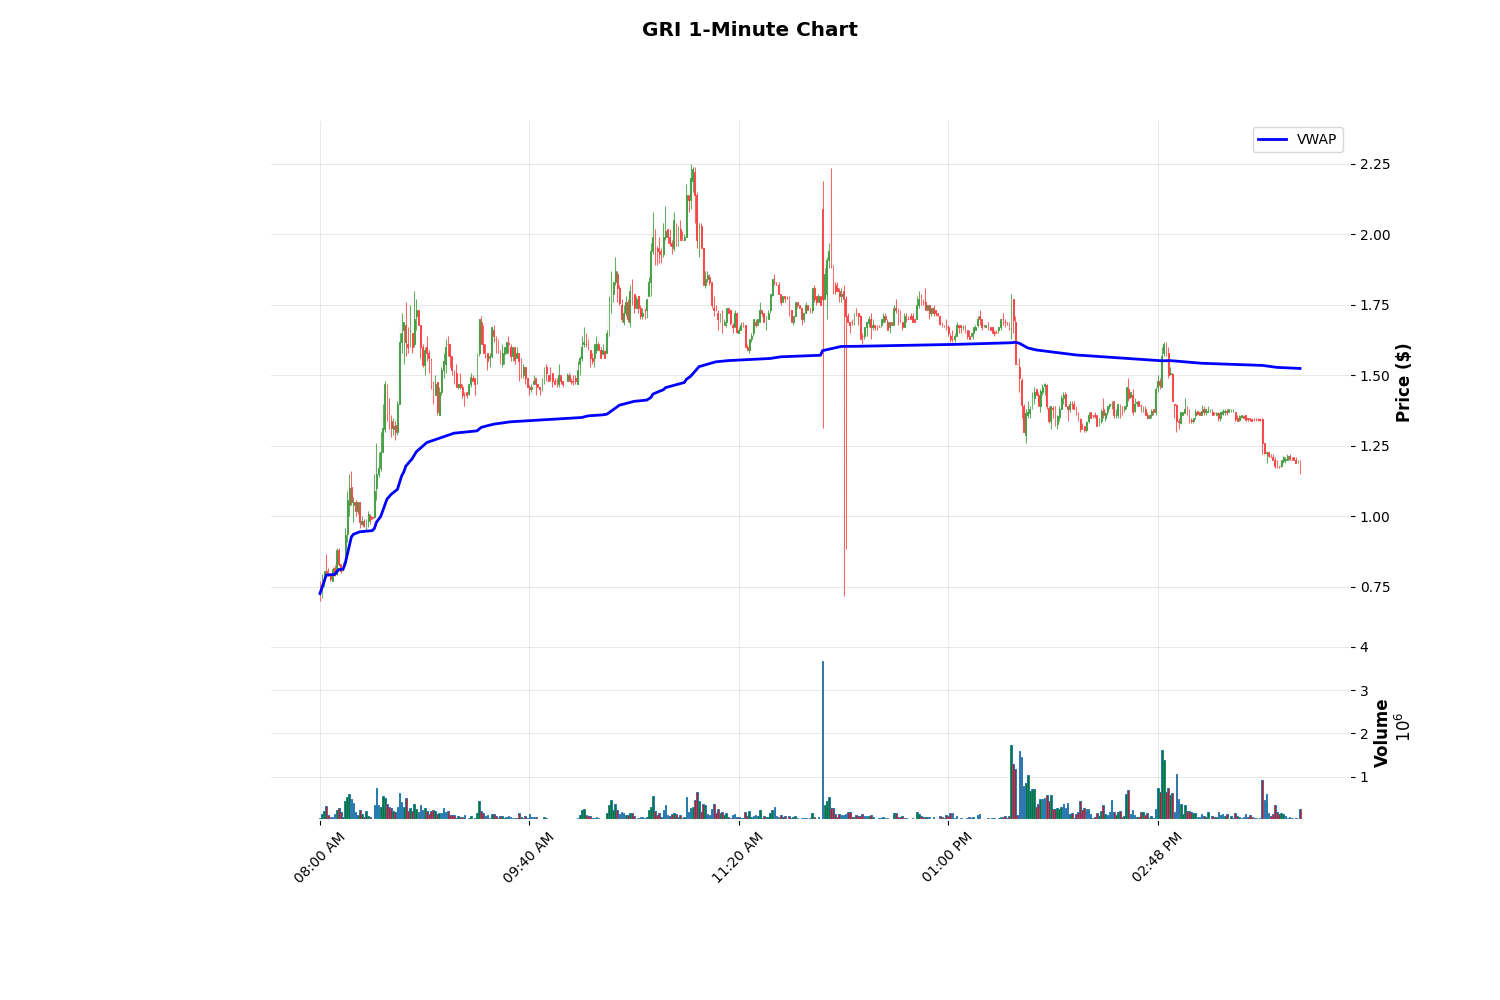 GRI 1-Minute Chart
VWAP
2.25
2.00
1.75
1.50
1.25
1.00
0.75
Price ($)
4
3
2
1
Volume
10⁶
08:00 AM
09:40 AM
11:20 AM
01:00 PM
02:48 PM